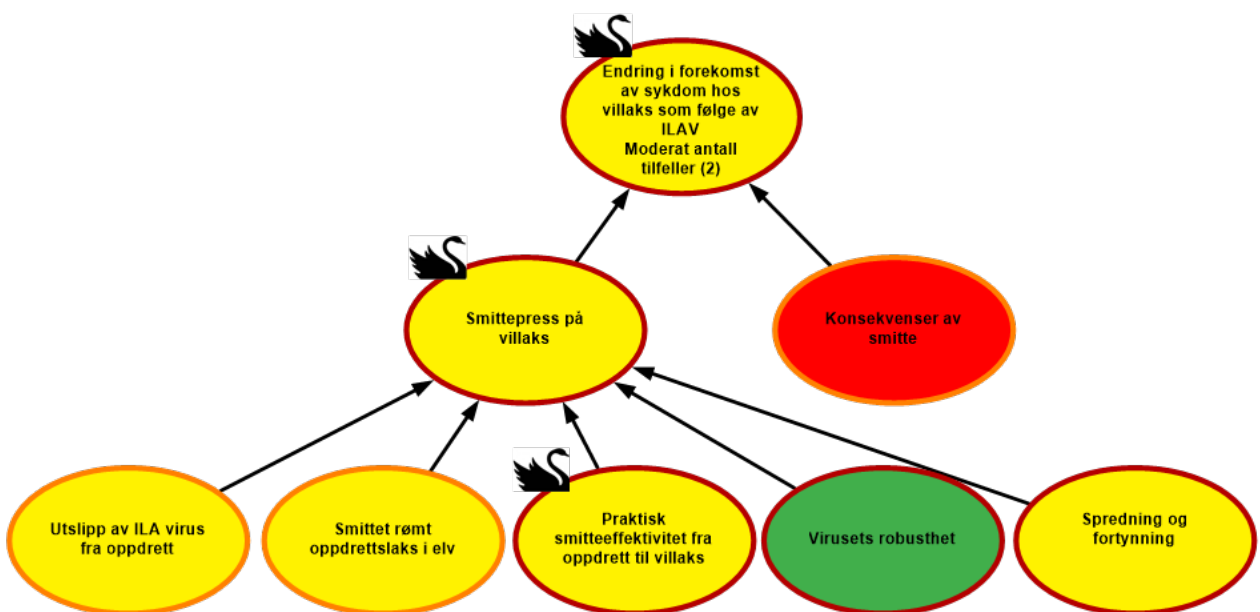 Endring i forekomst
av sykdom hos
villaks som følge av
ILAV
Moderat antall
tilfeller (2)
Smittepress på
villaks
Konsekvenser av
smitte
Utslipp av ILA virus
fra oppdrett
Smittet rømt
oppdrettslaks i elv
Praktisk
smitteeffektivitet fra
oppdrett til villaks
Virusets robusthet
Spredning og
fortynning